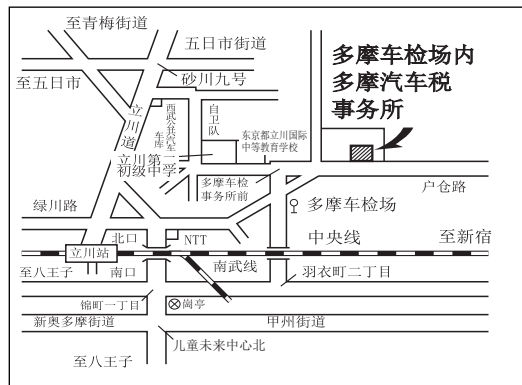 至青梅街道
五日市街道
多摩车检场内
多摩汽车税
事务所
至五日市
砂川九号
立川道
西武公共汽车
车库
自卫队
东京都立川国际
中等教育学校
立川第一
初级中学
多摩车检
事务所前
户仓路
绿川路
多摩车检场
北口
NTT
中央线
至新宿
立川站
至八王子
南口
南武线
羽衣町二丁目
锦町一丁目
岗亭
新奥多摩街道
甲州街道
儿童未来中心北
至八王子